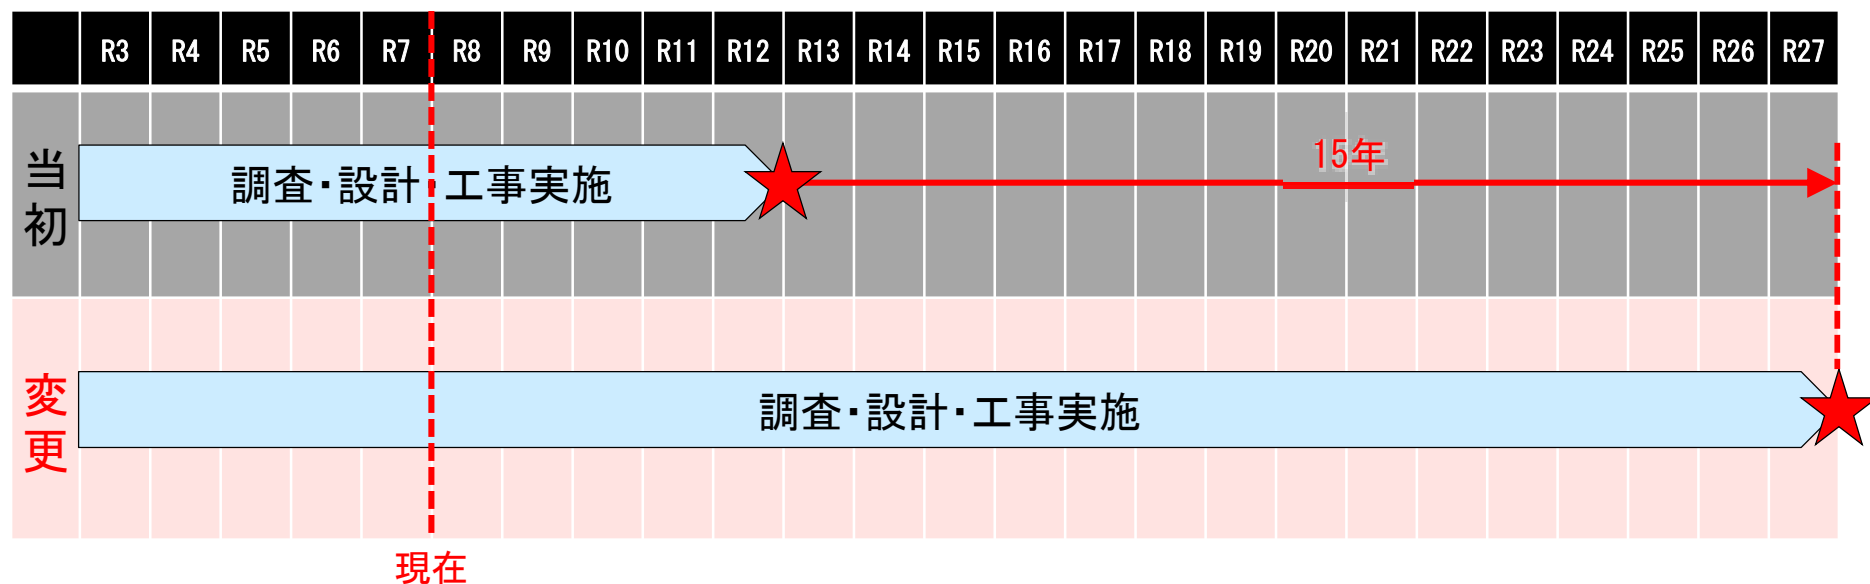 R3 R4 R5 R6 R7 R8 R9 R10 R11 R12 R13 R14 R15 R16 R17 R18 R19 R20 R21 R22 R23 R24 R25 R26 R27
当初
調査・設計・工事実施
15年
変更
調査・設計・工事実施
現在